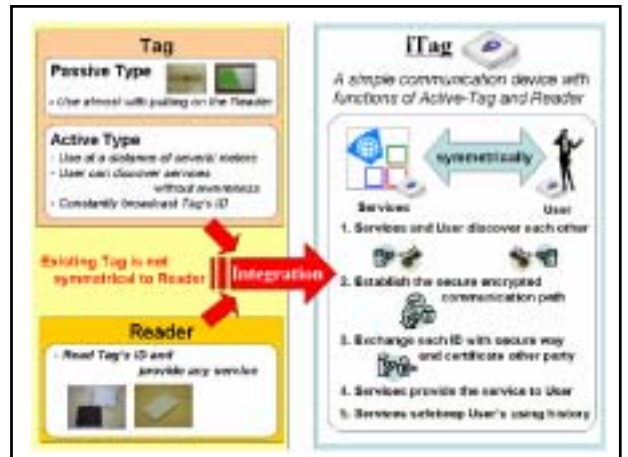 Tag
Passive Type
- Use almost with putting on the Reader
Active Type
- Use at a distance of several meters
- User can discover services
without awareness
- Constantly broadcast Tag's ID
Existing Tag is not
symmetrical to Reader
Integration
Reader
- Read Tag's ID and
provide any service
iTag
A simple communication device with
functions of Active-Tag and Reader
symmetrically
Services
User
1. Services and User discover each other
2. Establish the secure encrypted
communication path
3. Exchange each ID with secure way
and certificate other party
4. Services provide the service to User
5. Services safekeep User's using history